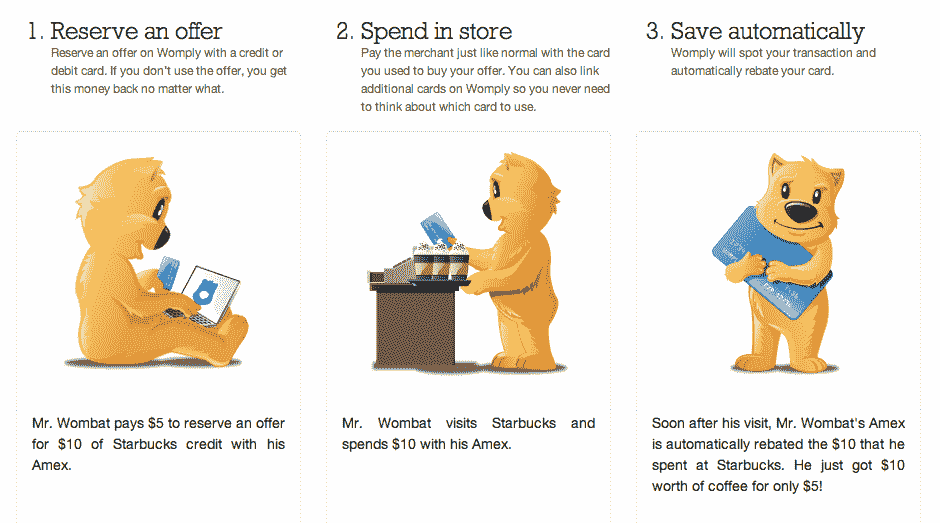 1. Reserve an offer
Reserve an offer on Womply with a credit or
debit card. If you don't use the offer, you get
this money back no matter what.
2. Spend in store
Pay the merchant just like normal with the card
you used to buy your offer. You can also link
additional cards on Womply so you never need
to think about which card to use.
3. Save automatically
Womply will spot your transaction and
automatically rebate your card.
Mr. Wombat pays $5 to reserve an offer
for $10 of Starbucks credit with his
Amex.
Mr. Wombat visits Starbucks and
spends $10 with his Amex.
Soon after his visit, Mr. Wombat's Amex
is automatically rebated the $10 that he
spent at Starbucks. He just got $10
worth of coffee for only $5!